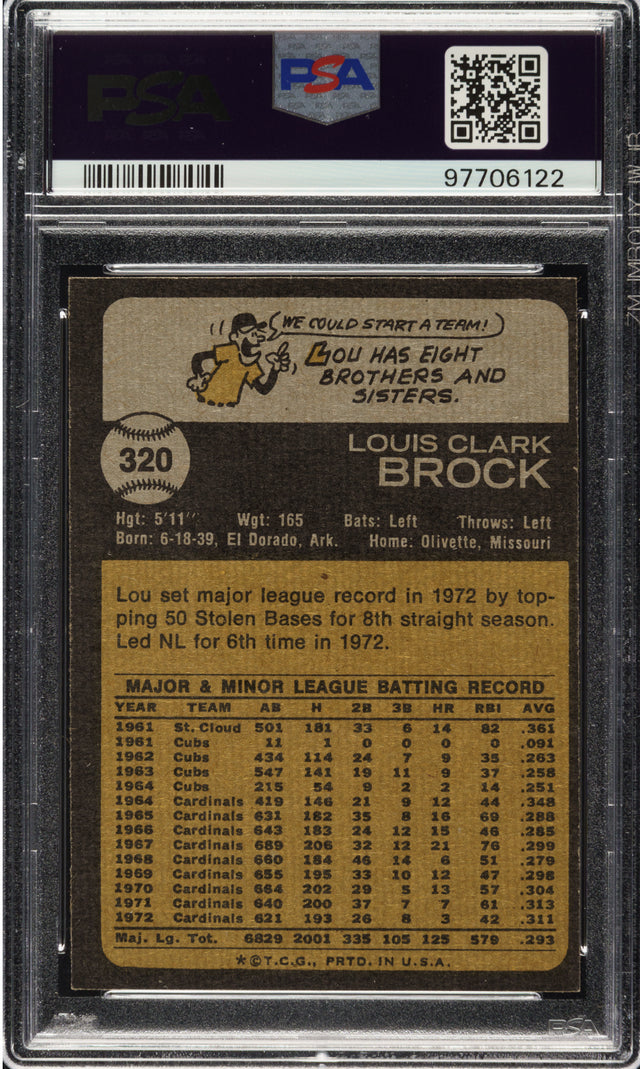 PSA
PSA
97706122
WE COULD START A TEAM!
LOU HAS EIGHT
BROTHERS AND
SISTERS.
320
LOUIS CLARK
BROCK
Hgt: 5'11" Wgt: 165 Bats: Left Throws: Left
Born: 6-18-39, El Dorado, Ark. Home: Olivette, Missouri
Lou set major league record in 1972 by top-
ping 50 Stolen Bases for 8th straight season.
Led NL for 6th time in 1972.
MAJOR & MINOR LEAGUE BATTING RECORD
YEAR TEAM AB H 2B 3B HR RBI AVG
1961 St. Cloud 501 181 33 6 14 82 .361
1961 Cubs 11 1 0 0 0 0 .091
1962 Cubs 434 114 24 7 9 35 .263
1963 Cubs 547 141 19 11 9 37 .258
1964 Cubs 215 54 9 2 2 14 .251
1964 Cardinals 419 146 21 9 12 44 .348
1965 Cardinals 631 182 35 8 16 69 .288
1966 Cardinals 643 183 24 12 15 46 .285
1967 Cardinals 689 206 32 12 21 76 .299
1968 Cardinals 660 184 46 14 6 51 .279
1969 Cardinals 655 195 33 10 12 47 .298
1970 Cardinals 664 202 29 5 13 57 .304
1971 Cardinals 640 200 37 7 7 61 .313
1972 Cardinals 621 193 26 8 3 42 .311
Maj. Lg. Tot. 6829 2001 335 105 125 579 .293
*©T.C.G., PRTD. IN U.S.A.
PSA